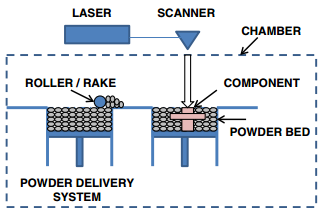 LASER
SCANNER
CHAMBER
ROLLER / RAKE
COMPONENT
POWDER BED
POWDER DELIVERY
SYSTEM